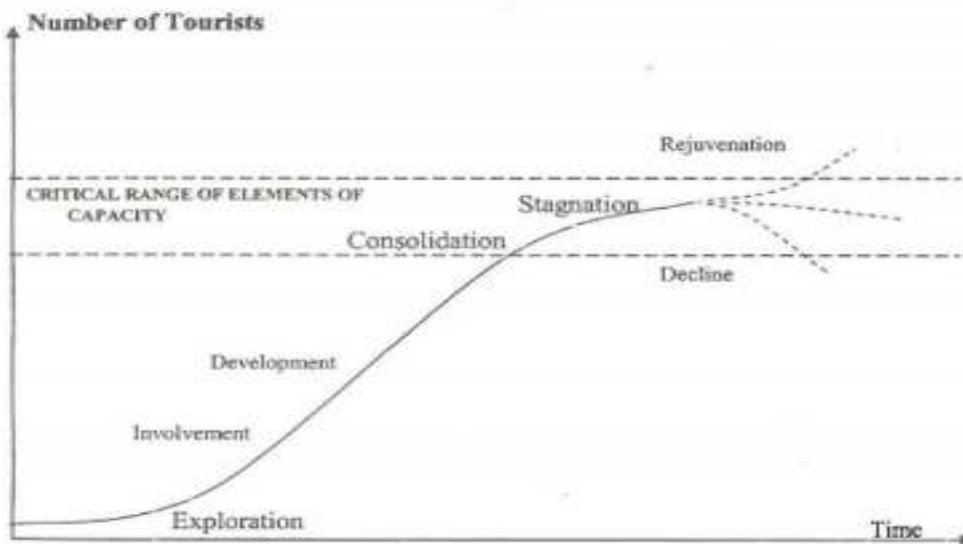 Number of Tourists
Rejuvenation
CRITICAL RANGE OF ELEMENTS OF
CAPACITY
Stagnation
Consolidation
Decline
Development
Involvement
Exploration
Time